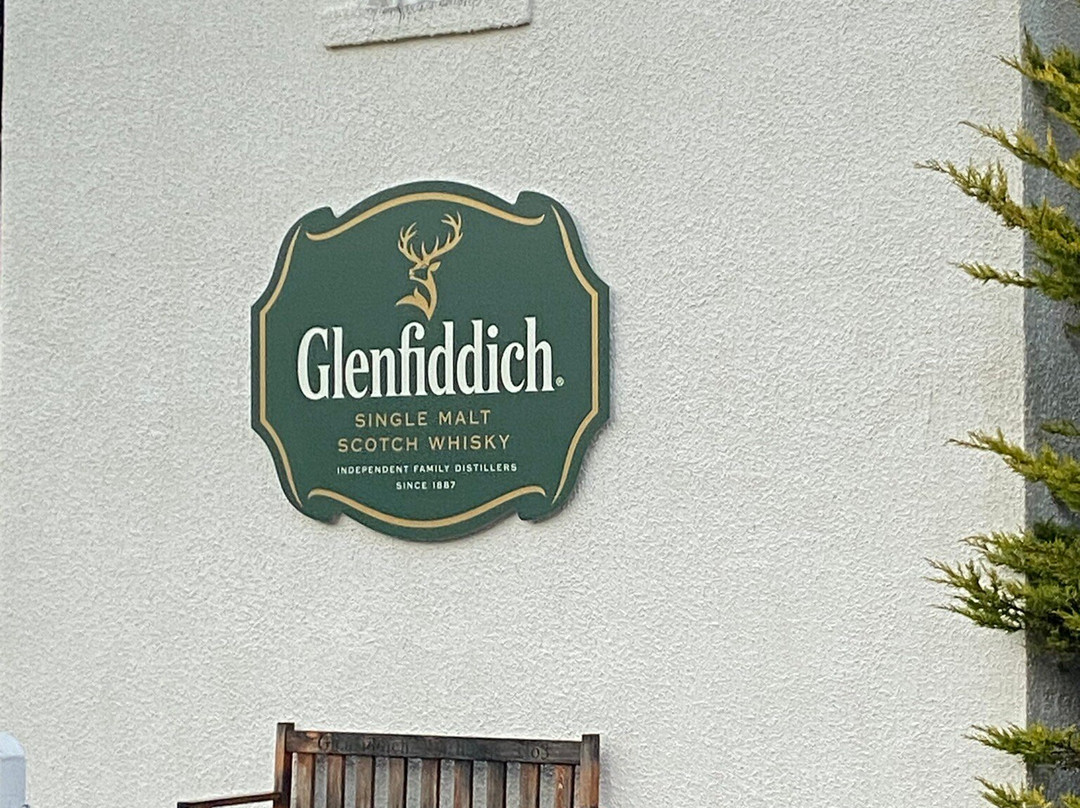 Glenfiddich®
SINGLE MALT
SCOTCH WHISKY
INDEPENDENT FAMILY DISTILLERS
SINCE 1887